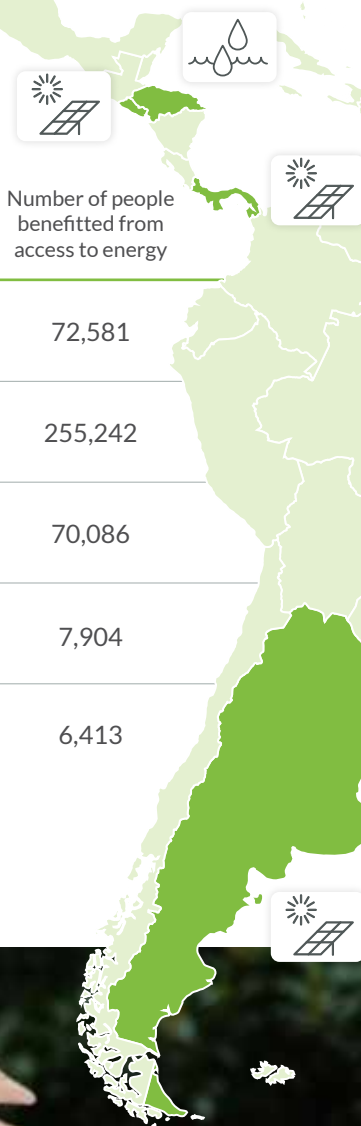 Number of people
benefitted from
access to energy
72,581
255,242
70,086
7,904
6,413